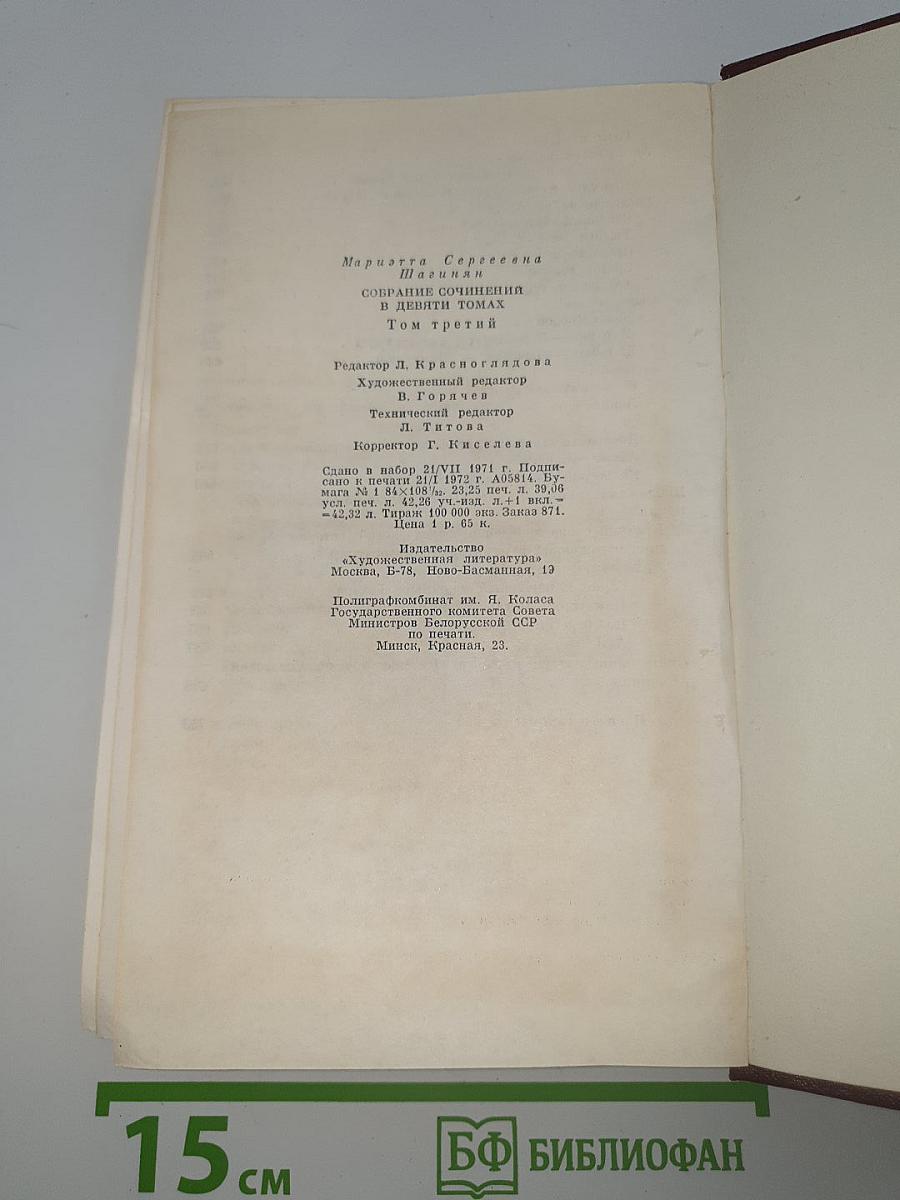 Мариэтта Сергеевна
Шагинян
СОБРАНИЕ СОЧИНЕНИЙ
В ДЕВЯТИ ТОМАХ
Том третий
Редактор Л. Красноглядова
Художественный редактор
В. Горячев
Технический редактор
Л. Титова
Корректор Г. Киселева
Сдано в набор 21/VII 1971 г. Подпи-
сано к печати 21/I 1972 г. А05814. Бу-
мага № 1 84×108¹/₃₂. 23,25 печ. л. 39,06
усл. печ. л. 42,26 уч.-изд. л.+1 вкл.=
=42,32 л. Тираж 100 000 экз. Заказ 871.
Цена 1 р. 65 к.
Издательство
«Художественная литература»
Москва, Б-78, Ново-Басманная, 19
Полиграфкомбинат им. Я. Коласа
Государственного комитета Совета
Министров Белорусской ССР
по печати.
Минск, Красная, 23.
15 см
БФ БИБЛИОФАН